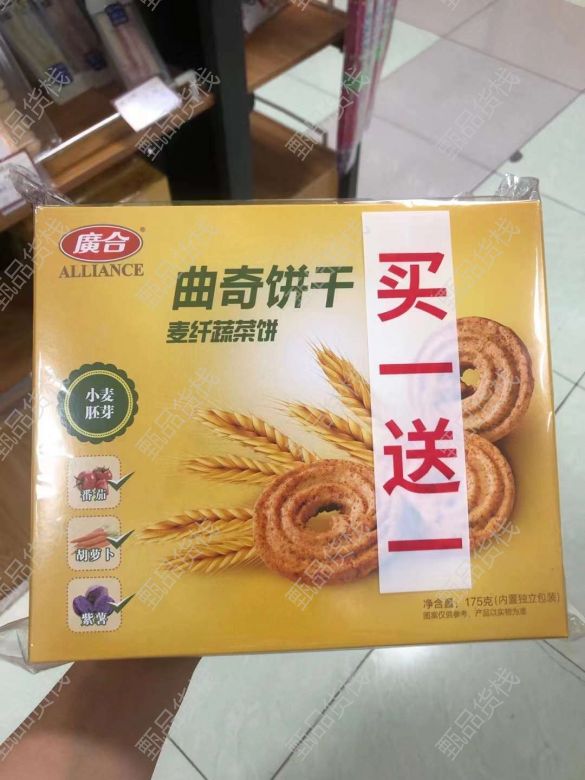 廣合®
ALLIANCE
曲奇饼干
麦纤蔬菜饼
小麦
胚芽
番茄
胡萝卜
紫薯
买
一
送
一
净含量：175克(内置独立包装)
图案仅供参考，产品以实物为准
甄品货栈